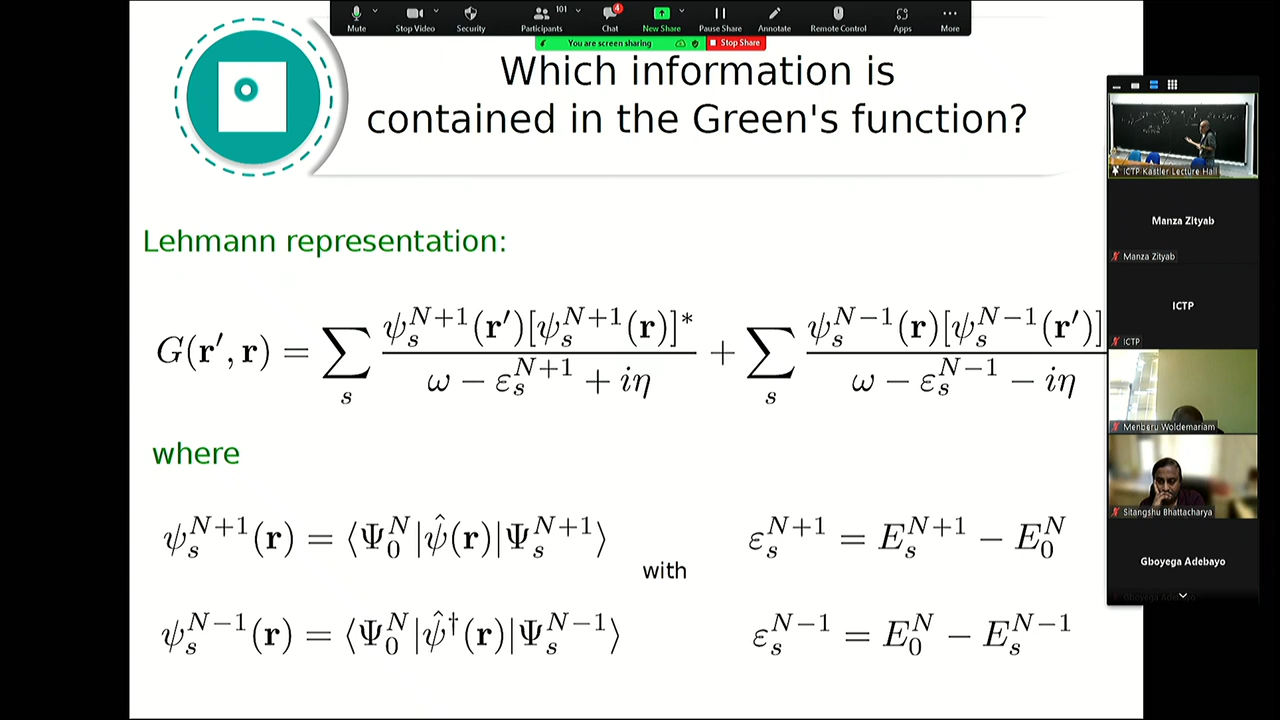 Mute
Stop Video
Security
Participants
101
Chat
4
New Share
Pause Share
Annotate
Remote Control
Apps
More
You are screen sharing
Stop Share
Which information is
contained in the Green's function?
Lehmann representation:
G(r′, r) = ∑_s ψ_s^{N+1}(r′)[ψ_s^{N+1}(r)]* / (ω − ε_s^{N+1} + iη) + ∑_s ψ_s^{N−1}(r)[ψ_s^{N−1}(r′)] / (ω − ε_s^{N−1} − iη)
where
ψ_s^{N+1}(r) = ⟨Ψ_0^N|ψ̂(r)|Ψ_s^{N+1}⟩
ε_s^{N+1} = E_s^{N+1} − E_0^N
with
ψ_s^{N−1}(r) = ⟨Ψ_0^N|ψ̂†(r)|Ψ_s^{N−1}⟩
ε_s^{N−1} = E_0^N − E_s^{N−1}
ICTP Kastler Lecture Hall
Manza Zityab
Manza Zityab
ICTP
ICTP
Menberu Woldemariam
Sitangshu Bhattacharya
Gboyega Adebayo
Gboyega Adebayo